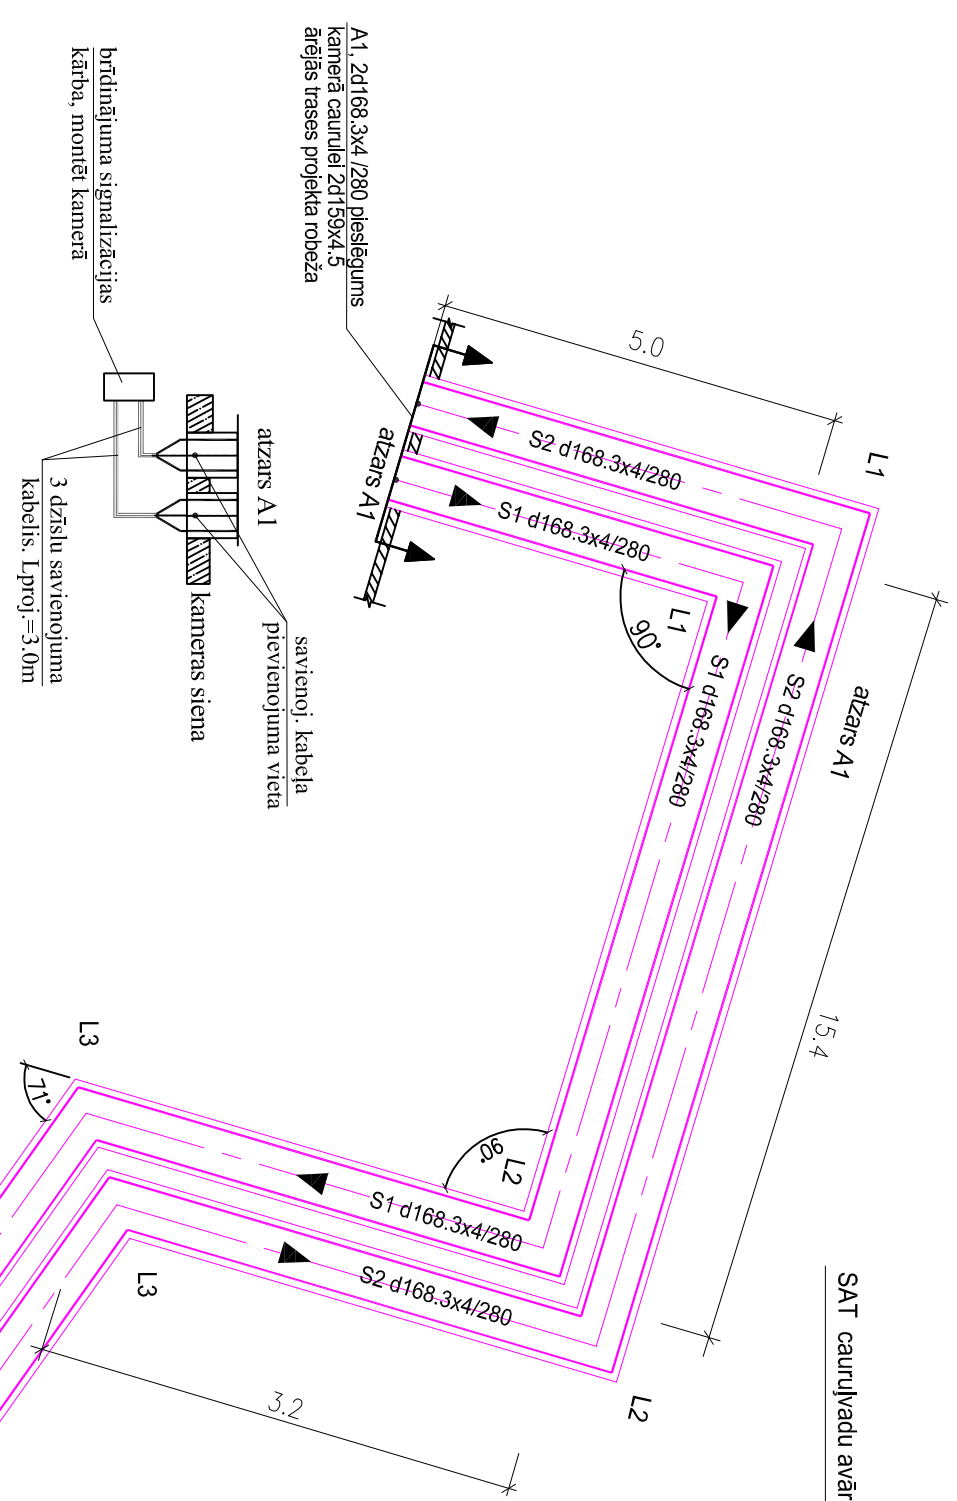 A1, 2d168.3x4 /280 pieslēgums
kamerā caurulei 2d159x4.5
ārējās trases projekta robeža
brīdinājuma signalizācijas
kārba, montēt kamerā
atzars A1
3 dzīslu savienojuma
kabelis. Lproj.=3.0m
kameras siena
savienoj. kabeļa
pievienojuma vieta
atzars A1
5.0
S2 d168.3x4/280
S1 d168.3x4/280
L1
L1
90°
atzars A1
S2 d168.3x4/280
S1 d168.3x4/280
15.4
L2
L2
90°
S1 d168.3x4/280
S2 d168.3x4/280
L3
71°
L3
3.2
SAT cauruļvadu avār